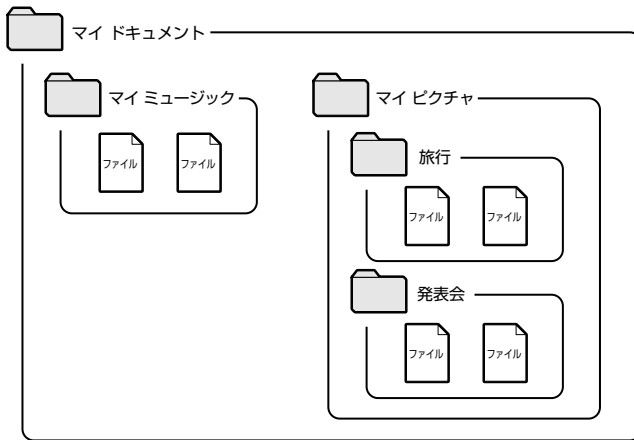 マイ ドキュメント
マイ ミュージック
ファイル
ファイル
マイ ピクチャ
旅行
ファイル
ファイル
発表会
ファイル
ファイル